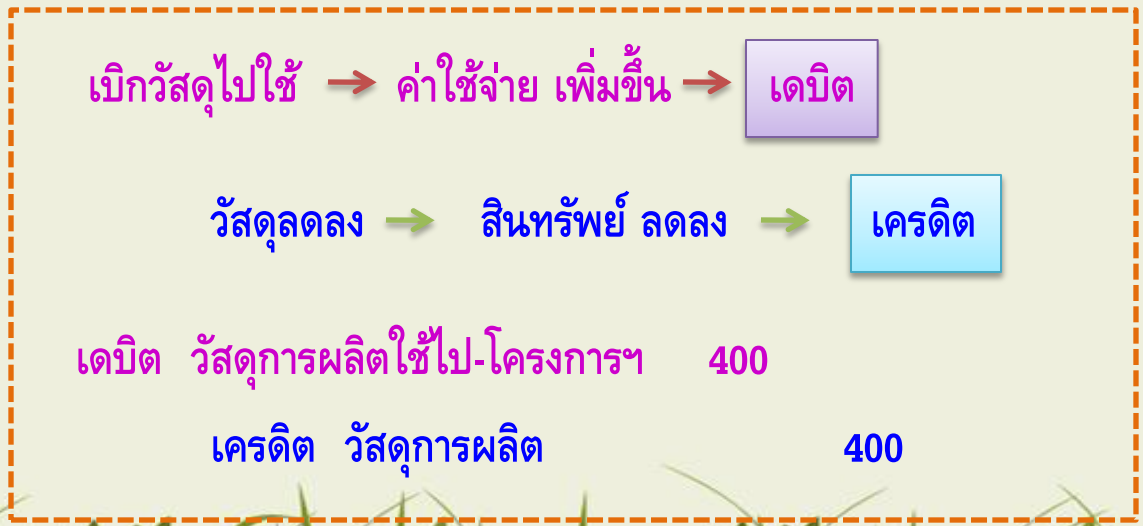 เบิกวัสดุไปใช้ → ค่าใช้จ่าย เพิ่มขึ้น → เดบิต
วัสดุลดลง → สินทรัพย์ ลดลง → เครดิต
เดบิต วัสดุการผลิตใช้ไป-โครงการฯ 400
เครดิต วัสดุการผลิต 400